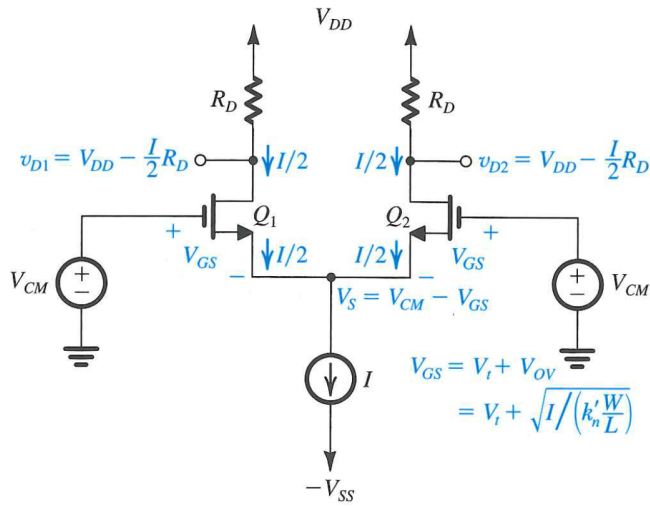 V_DD
R_D R_D
v_D1 = V_DD − I/2 R_D I/2 I/2 v_D2 = V_DD − I/2 R_D
Q_1 Q_2
+ V_GS − I/2 I/2 − V_GS +
V_CM + − + − V_CM
V_S = V_CM − V_GS
I
V_GS = V_t + V_OV
= V_t + √(I/(k′_n W/L))
−V_SS